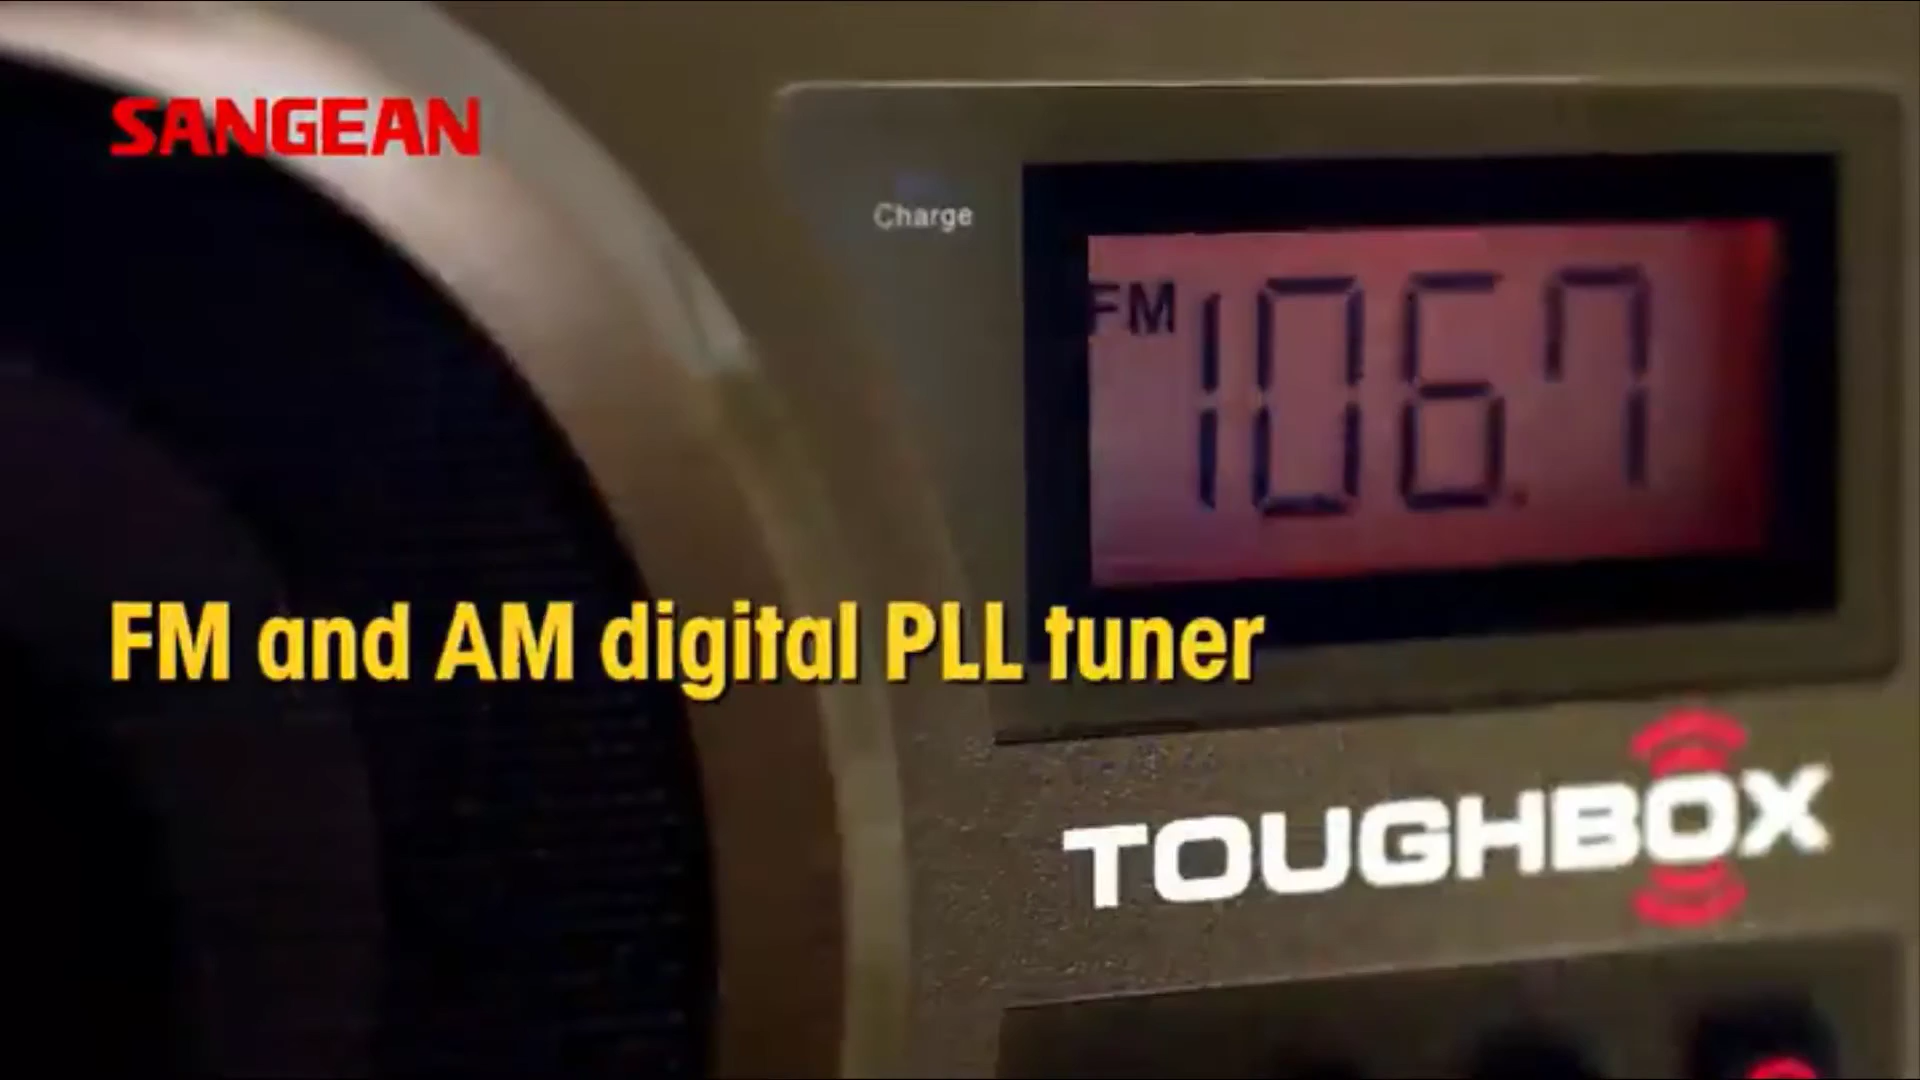 SANGEAN
Charge
FM 106.7
FM and AM digital PLL tuner
TOUGHBOX